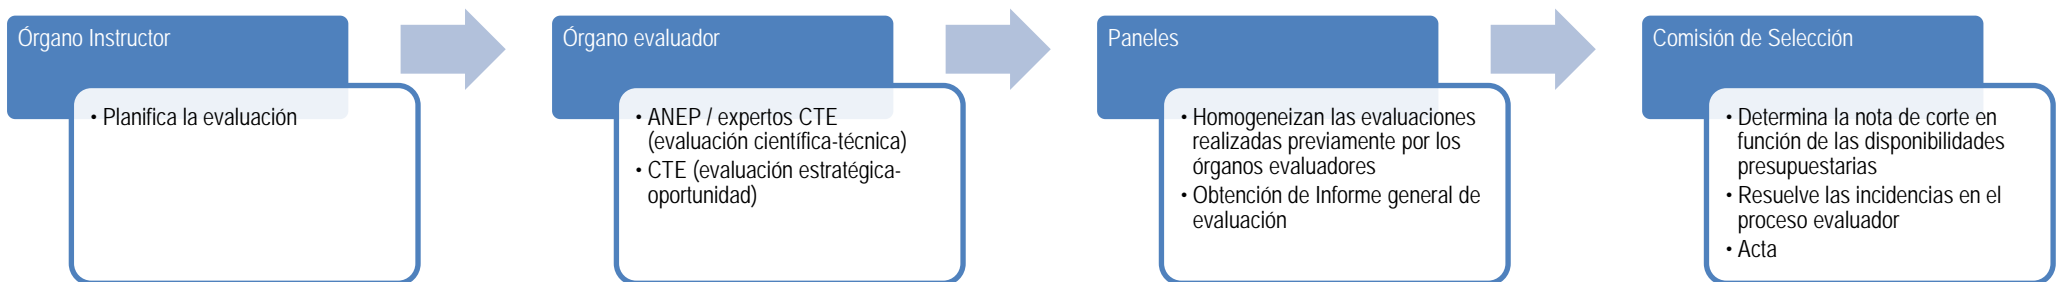 Órgano Instructor
• Planifica la evaluación
Órgano evaluador
• ANEP / expertos CTE
(evaluación científica-técnica)
• CTE (evaluación estratégica-
oportunidad)
Paneles
• Homogeneizan las evaluaciones
realizadas previamente por los
órganos evaluadores
• Obtención de Informe general de
evaluación
Comisión de Selección
• Determina la nota de corte en
función de las disponibilidades
presupuestarias
• Resuelve las incidencias en el
proceso evaluador
• Acta